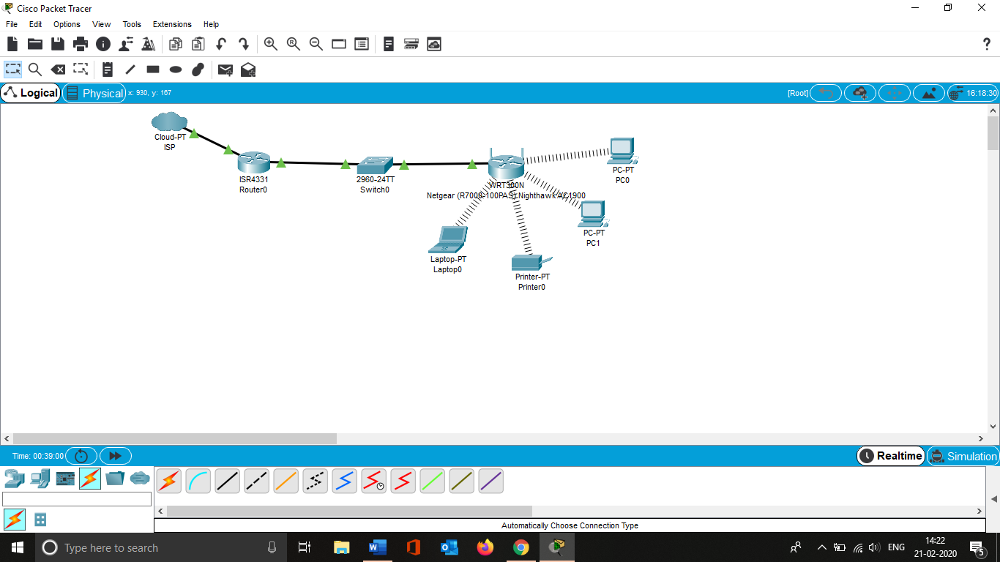 Cisco Packet Tracer
File Edit Options View Tools Extensions Help
Logical Physical x: 930, y: 167 [Root] 16:18:30
Cloud-PT
ISP
ISR4331
Router0
2960-24TT
Switch0
WRT300N
Netgear (R7000-100PAS) Nighthawk AC1900
PC-PT
PC0
PC-PT
PC1
Laptop-PT
Laptop0
Printer-PT
Printer0
Time: 00:39:00 Realtime Simulation
Automatically Choose Connection Type
Type here to search
ENG
14:22
21-02-2020
5